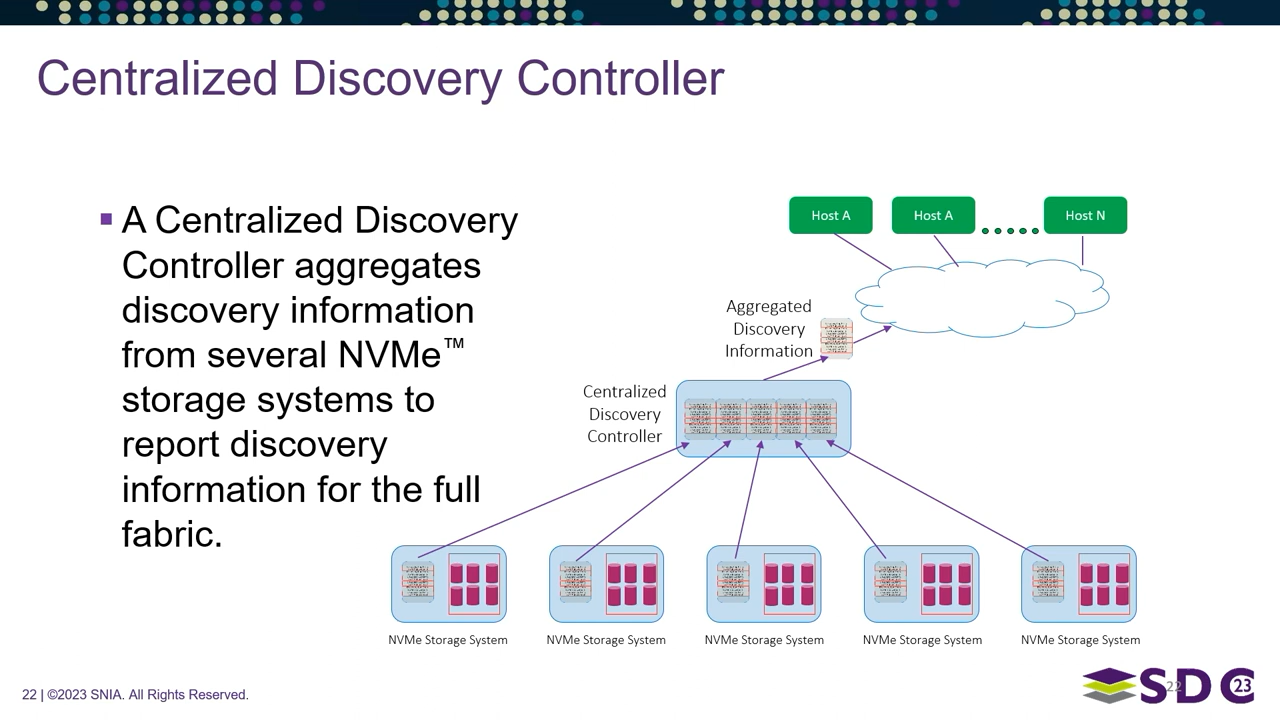 Centralized Discovery Controller
▪ A Centralized Discovery
Controller aggregates
discovery information
from several NVMe™
storage systems to
report discovery
information for the full
fabric.
Host A
Host A
Host N
Aggregated
Discovery
Information
Centralized
Discovery
Controller
NVMe Storage System
NVMe Storage System
NVMe Storage System
NVMe Storage System
NVMe Storage System
22 | ©2023 SNIA. All Rights Reserved.
22
SDC 23